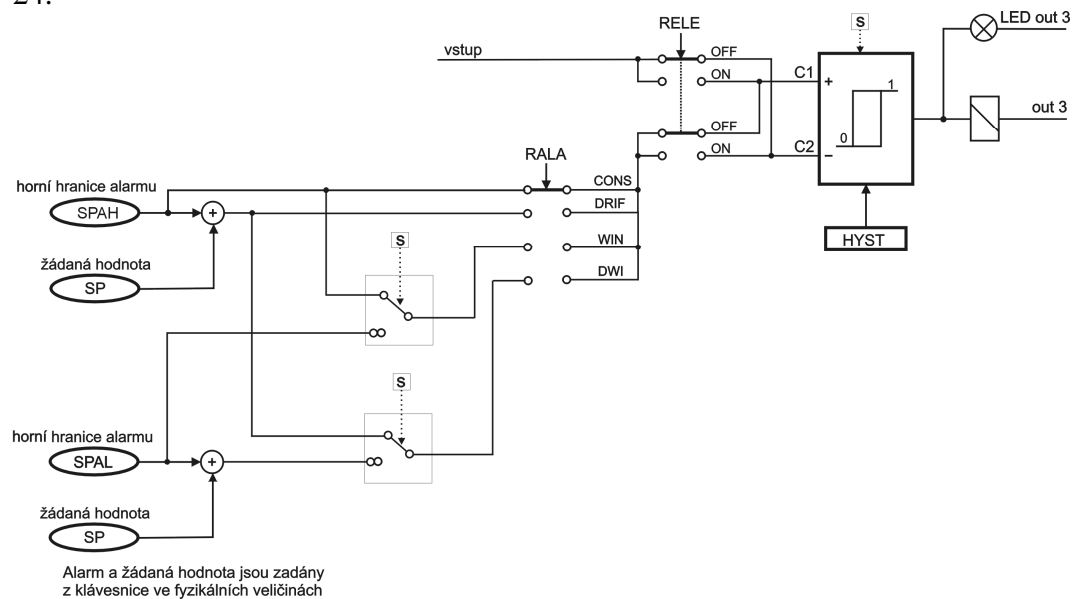 24.
RELE
S
LED out 3
vstup
OFF
ON
C1
+
1
out 3
OFF
ON
C2
0
−
RALA
HYST
horní hranice alarmu
SPAH
+
CONS
DRIF
WIN
DWI
žádaná hodnota
SP
S
S
horní hranice alarmu
SPAL
+
žádaná hodnota
SP
Alarm a žádaná hodnota jsou zadány
z klávesnice ve fyzikálních veličinách